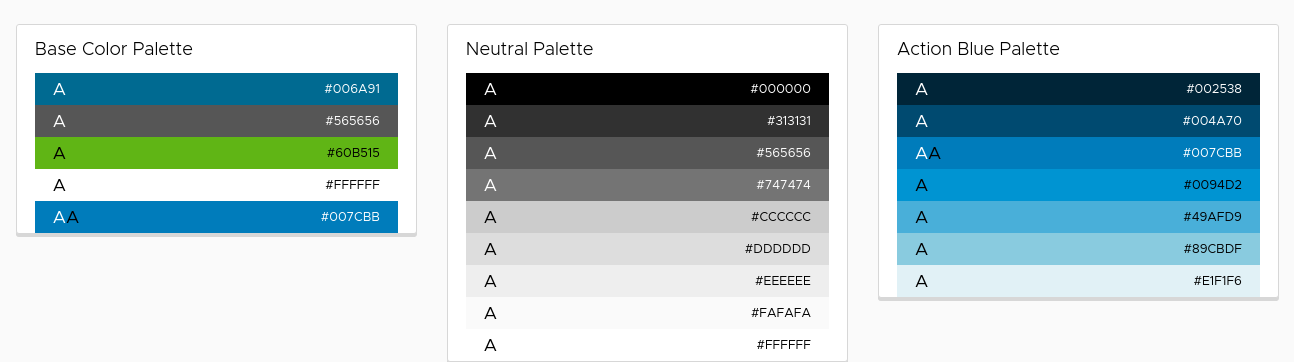 Base Color Palette
A #006A91
A #565656
A #60B515
A #FFFFFF
AA #007CBB
Neutral Palette
A #000000
A #313131
A #565656
A #747474
A #CCCCCC
A #DDDDDD
A #EEEEEE
A #FAFAFA
A #FFFFFF
Action Blue Palette
A #002538
A #004A70
AA #007CBB
A #0094D2
A #49AFD9
A #89CBDF
A #E1F1F6